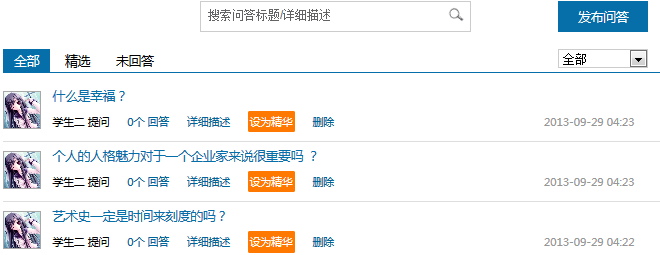 搜索问答标题/详细描述 发布问答
全部 精选 未回答 全部
什么是幸福？
学生二 提问 0个 回答 详细描述 设为精华 删除 2013-09-29 04:23
个人的人格魅力对于一个企业家来说很重要吗 ？
学生二 提问 0个 回答 详细描述 设为精华 删除 2013-09-29 04:23
艺术史一定是时间来刻度的吗？
学生二 提问 0个 回答 详细描述 设为精华 删除 2013-09-29 04:22